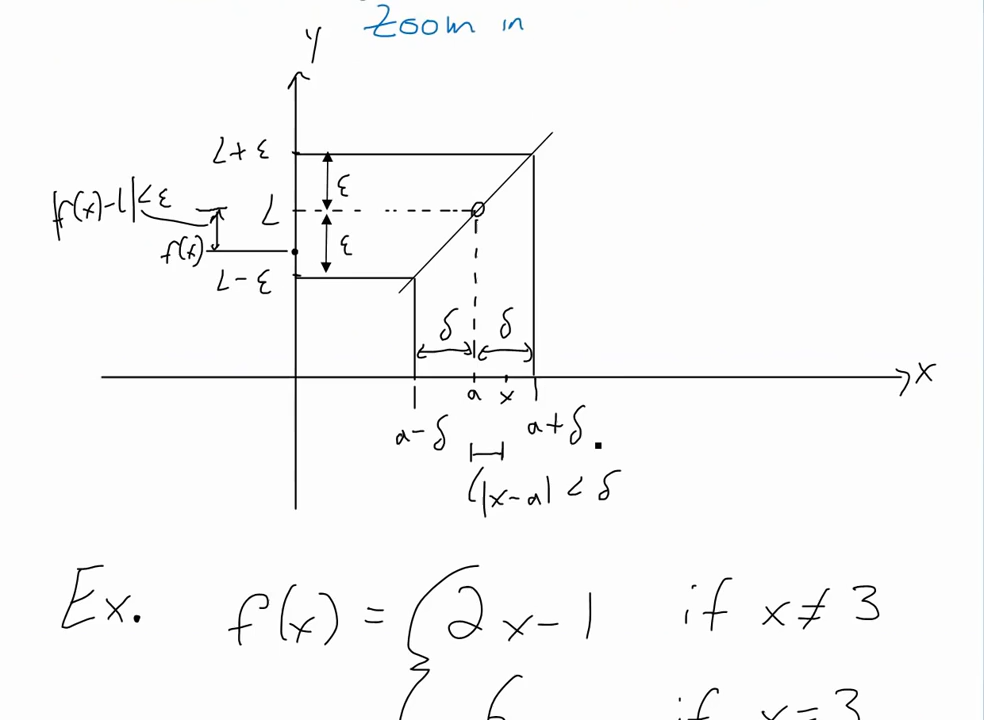 Zoom in
y
L+ε
ε
|f(x)-L|<ε
L
f(x)
ε
L-ε
δ δ
x
a x
a-δ a+δ
|x-a| < δ
Ex. f(x) = { 2x-1 if x≠3
6 if x=3